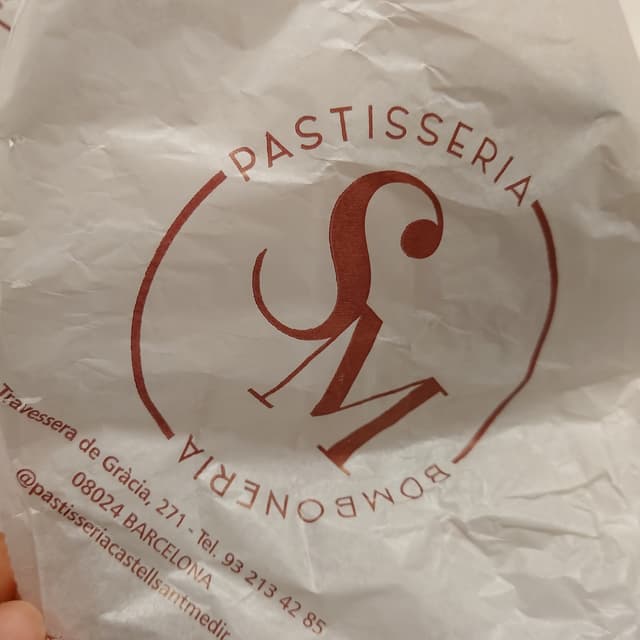 PASTISSERIA
SM
BOMBONERIA
Travessera de Gràcia, 271 - Tel. 93 213 42 85
08024 BARCELONA
@pastisseriacastellsantmedir